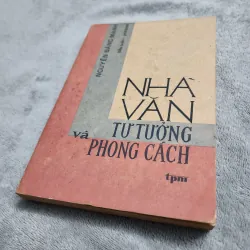 NGUYỄN ĐĂNG MẠNH
NHÀ
VĂN
TƯ TƯỞNG
và
PHONG CÁCH
tpm